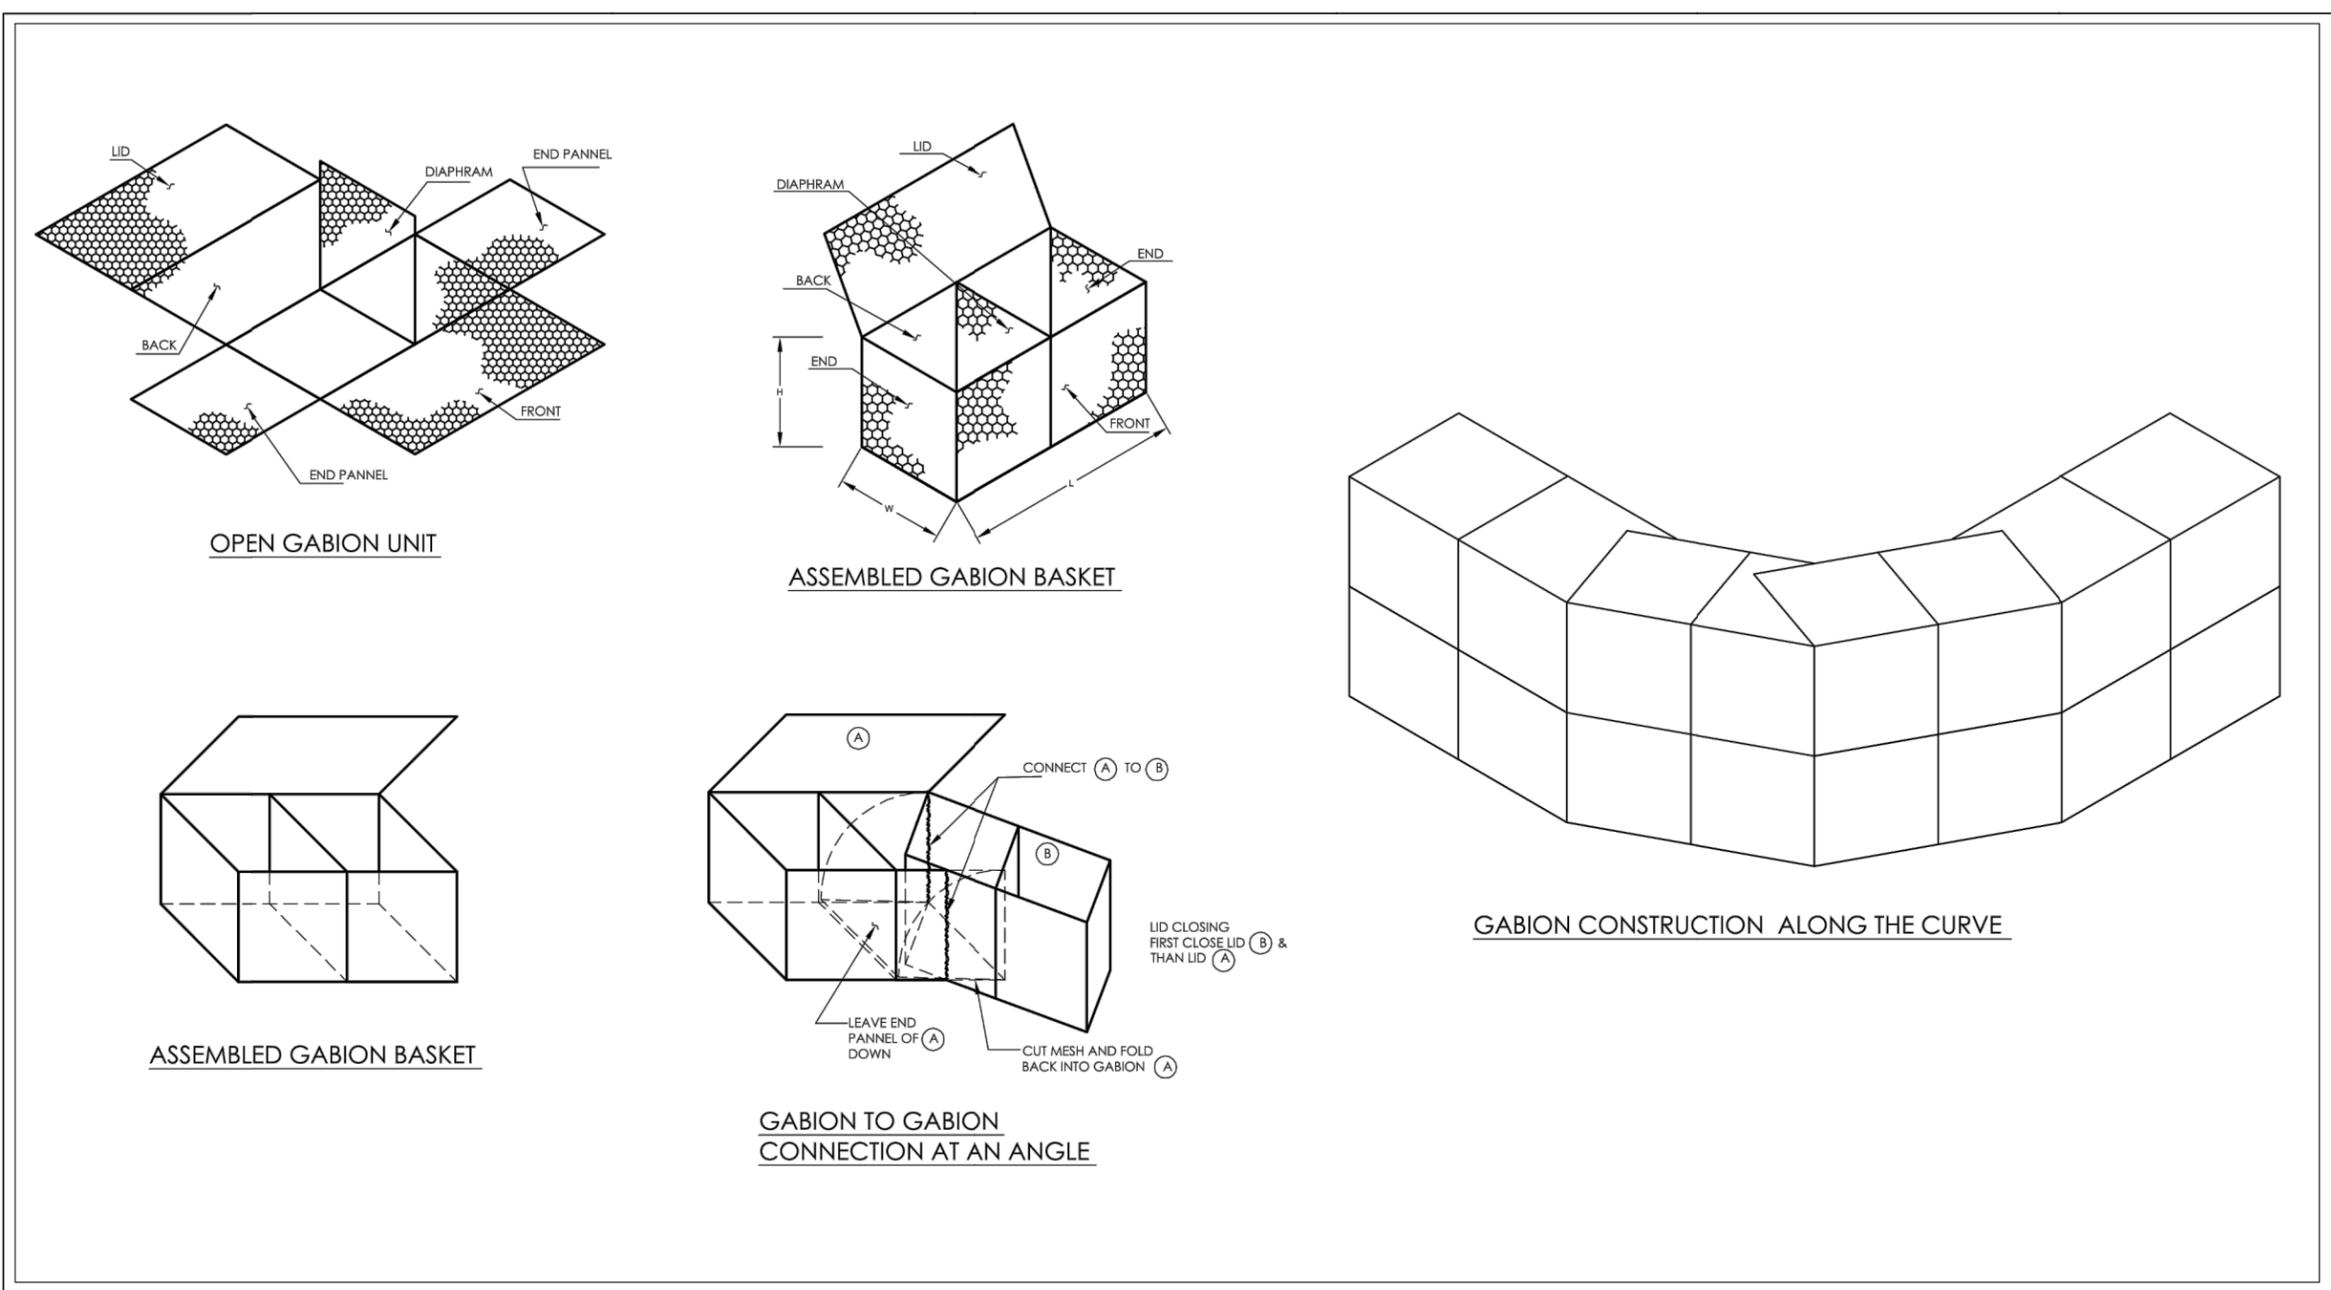 LID
DIAPHRAM
END PANNEL
BACK
FRONT
END PANNEL
OPEN GABION UNIT
LID
DIAPHRAM
END
BACK
END
H
FRONT
L
W
ASSEMBLED GABION BASKET
ASSEMBLED GABION BASKET
A
CONNECT A TO B
B
LID CLOSING
FIRST CLOSE LID B &
THAN LID A
LEAVE END
PANNEL OF A
DOWN
CUT MESH AND FOLD
BACK INTO GABION A
GABION TO GABION
CONNECTION AT AN ANGLE
GABION CONSTRUCTION ALONG THE CURVE